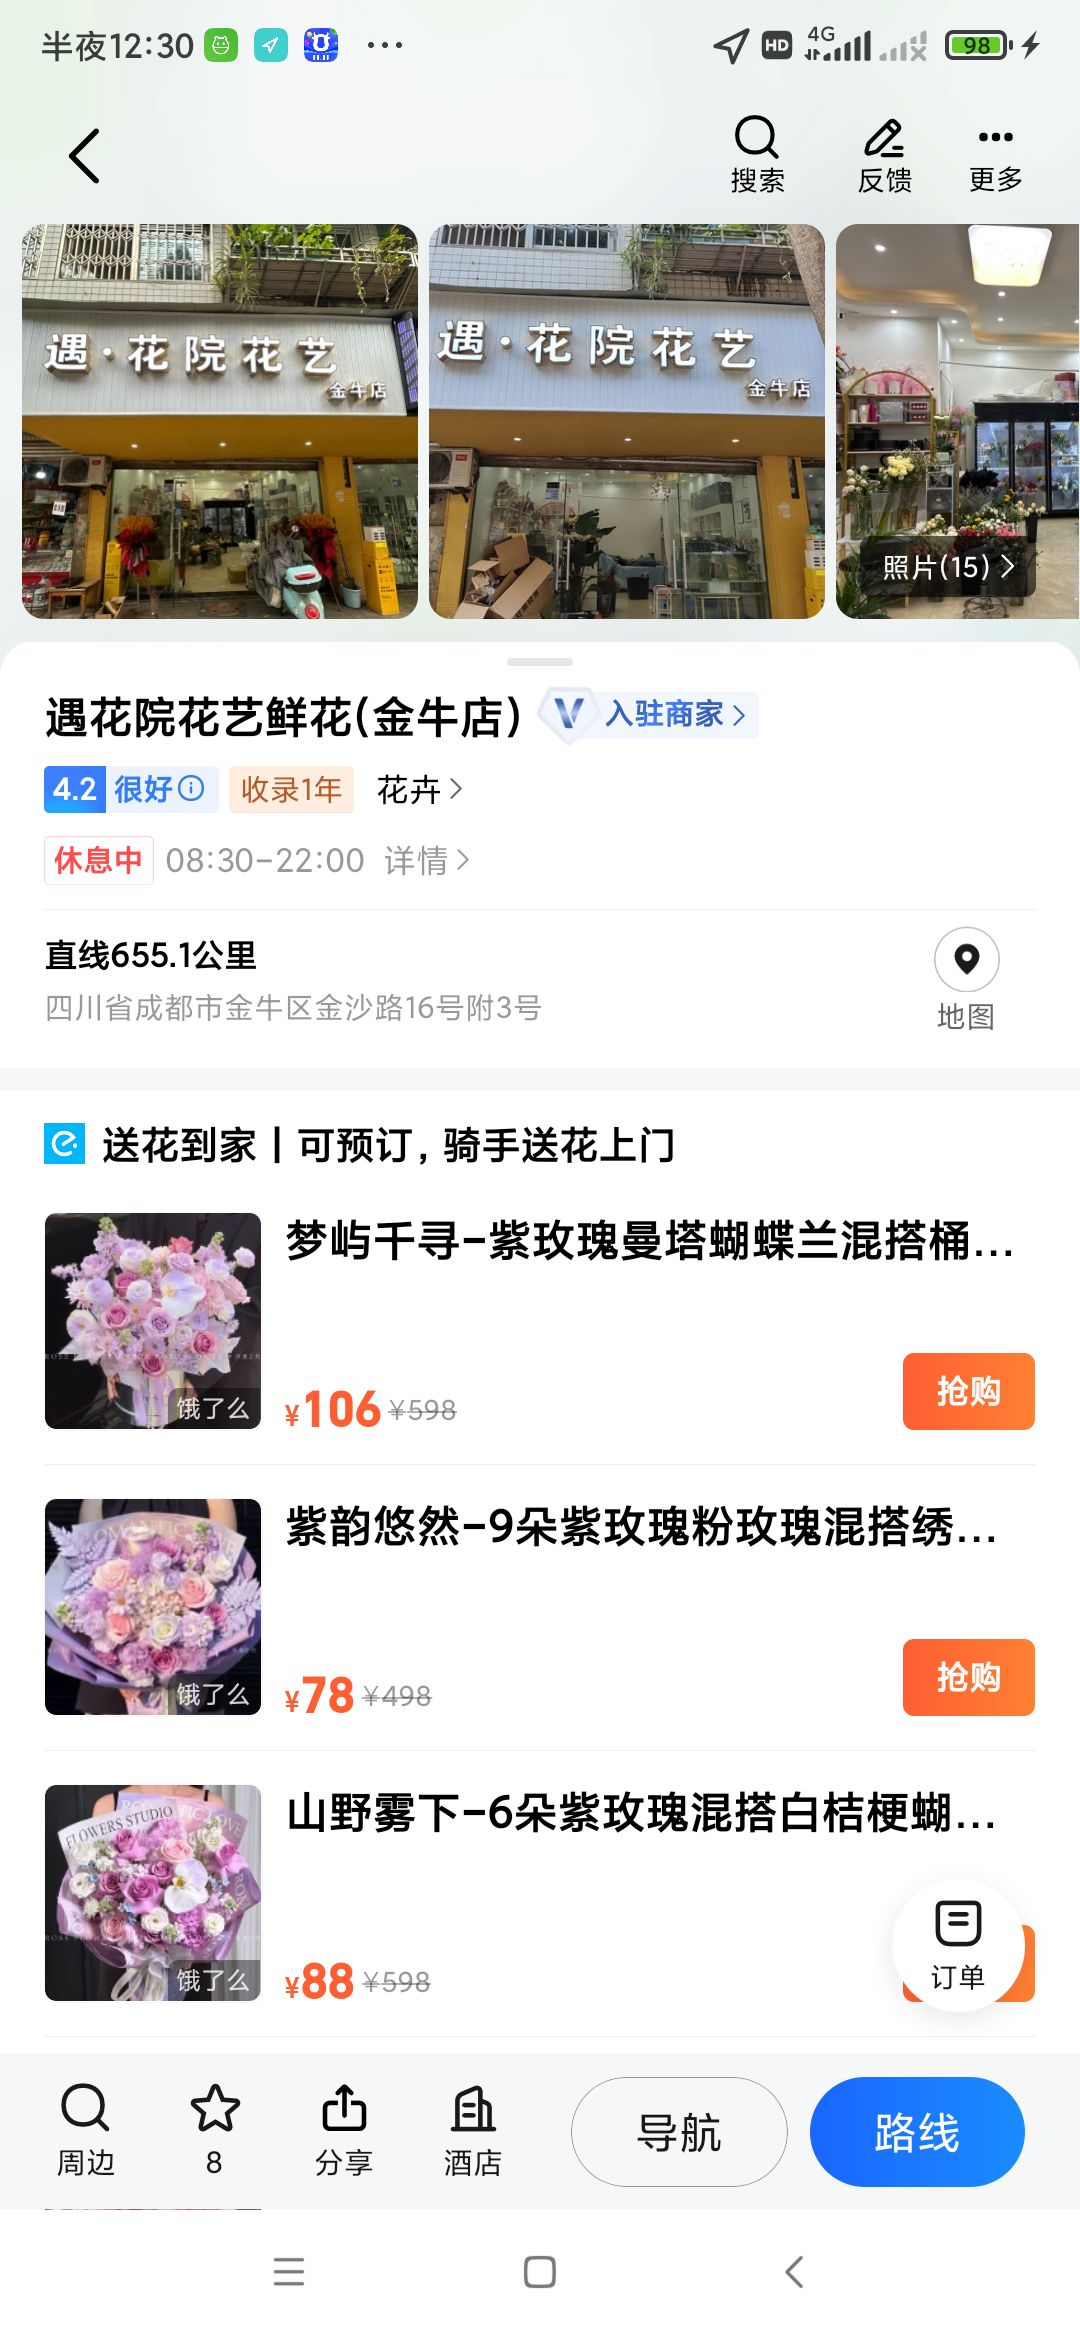 半夜12:30
11.11
HD
4G
98
搜索
反馈
更多
遇·花院花艺
金牛店
遇·花院花艺
金牛店
照片(15)
遇花院花艺鲜花(金牛店)
入驻商家
4.2 很好 收录1年 花卉
休息中 08:30-22:00 详情
直线655.1公里
四川省成都市金牛区金沙路16号附3号
地图
送花到家 | 可预订, 骑手送花上门
梦屿千寻-紫玫瑰曼塔蝴蝶兰混搭桶...
饿了么
¥106 ¥598
抢购
紫韵悠然-9朵紫玫瑰粉玫瑰混搭绣...
饿了么
¥78 ¥498
抢购
山野雾下-6朵紫玫瑰混搭白桔梗蝴...
FLOWERS STUDIO
饿了么
¥88 ¥598
订单
周边
8
分享
酒店
导航
路线